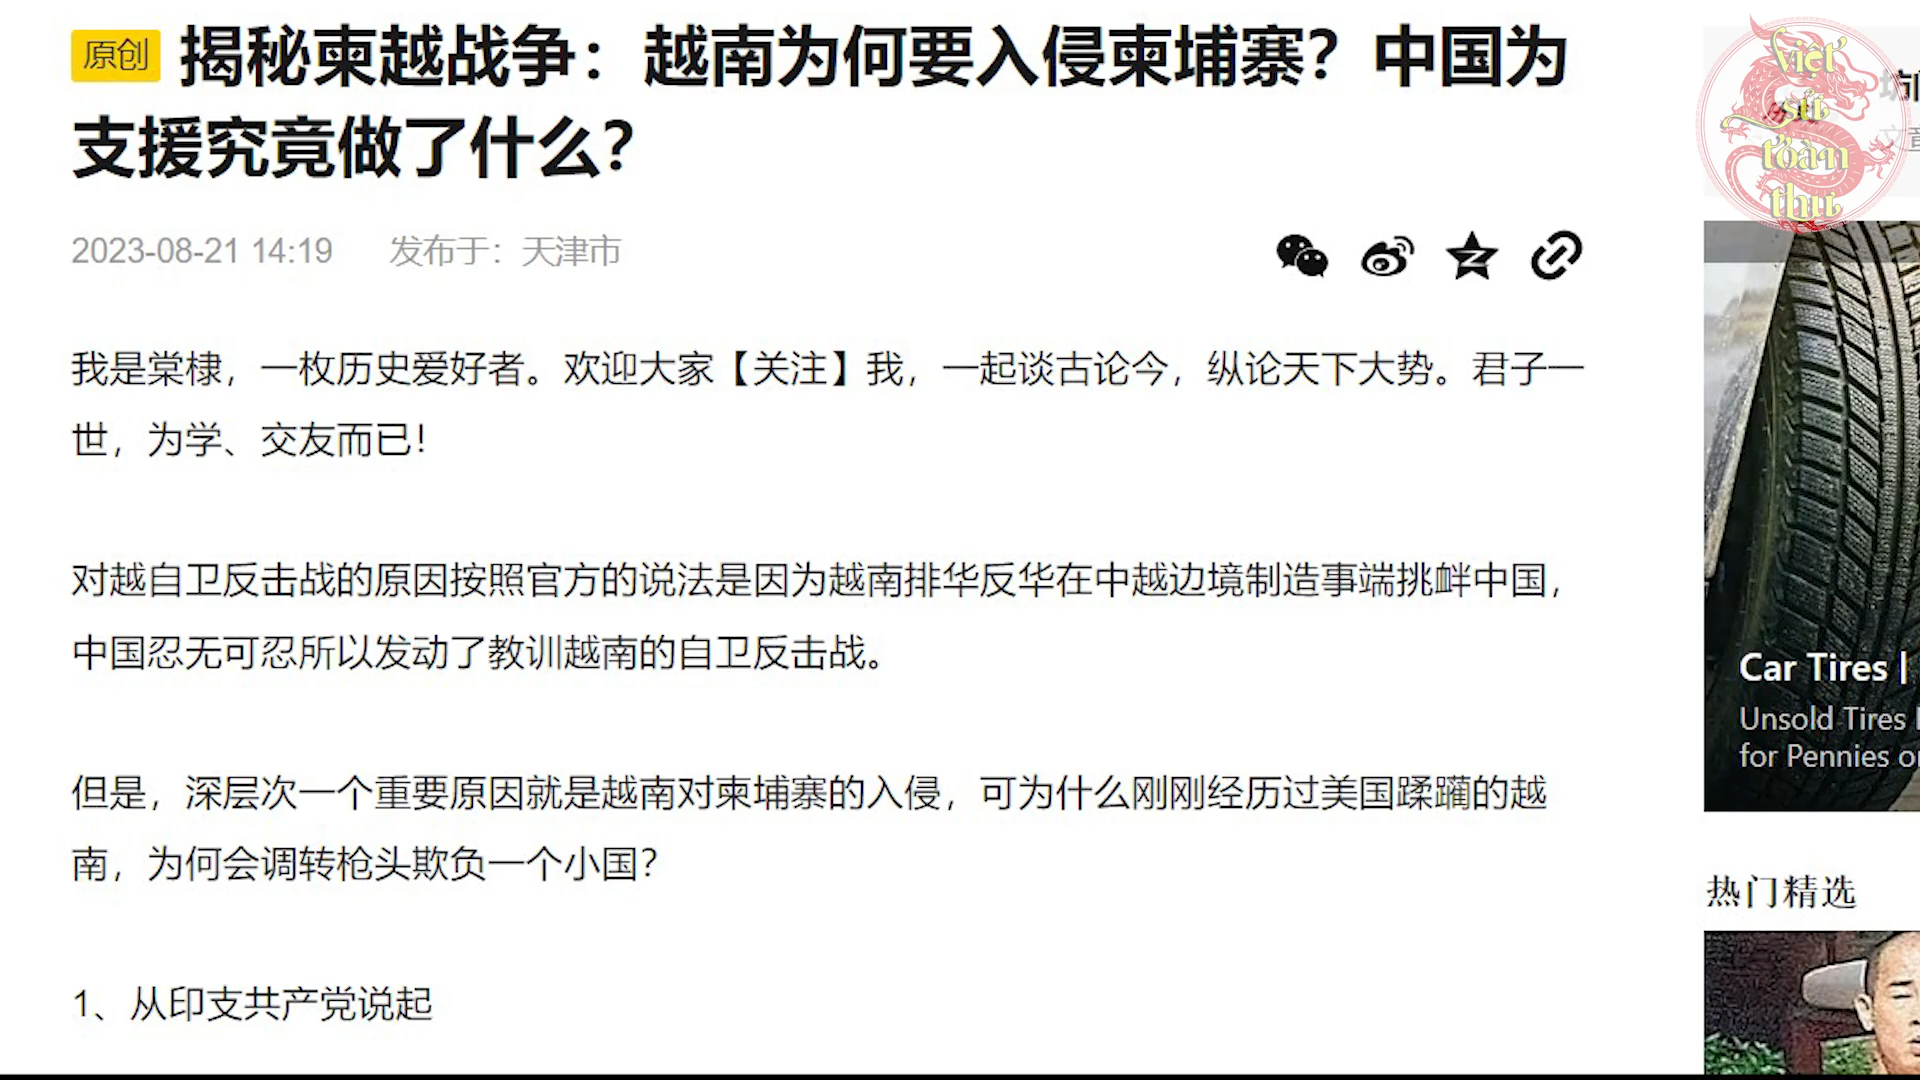 原创 揭秘柬越战争：越南为何要入侵柬埔寨？中国为
支援究竟做了什么？
2023-08-21 14:19 发布于：天津市
我是棠棣，一枚历史爱好者。欢迎大家【关注】我，一起谈古论今，纵论天下大势。君子一
世，为学、交友而已！
对越自卫反击战的原因按照官方的说法是因为越南排华反华在中越边境制造事端挑衅中国，
中国忍无可忍所以发动了教训越南的自卫反击战。
但是，深层次一个重要原因就是越南对柬埔寨的入侵，可为什么刚刚经历过美国蹂躏的越
南，为何会调转枪头欺负一个小国？
1、从印支共产党说起
Việt
sử
toàn
thư
Car Tires |
Unsold Tires
for Pennies
热门精选